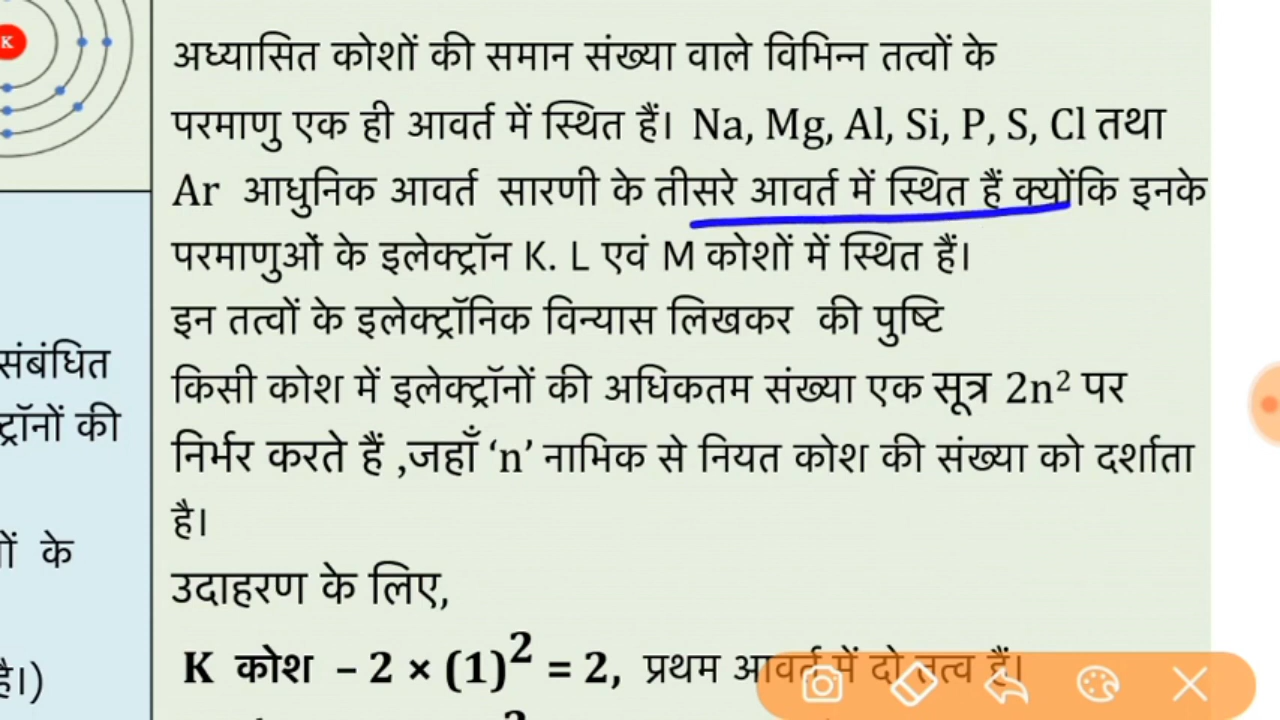 K
अध्यासित कोशों की समान संख्या वाले विभिन्न तत्वों के
परमाणु एक ही आवर्त में स्थित हैं। Na, Mg, Al, Si, P, S, Cl तथा
Ar आधुनिक आवर्त सारणी के तीसरे आवर्त में स्थित हैं क्योंकि इनके
परमाणुओं के इलेक्ट्रॉन K. L एवं M कोशों में स्थित हैं।
इन तत्वों के इलेक्ट्रॉनिक विन्यास लिखकर की पुष्टि
किसी कोश में इलेक्ट्रॉनों की अधिकतम संख्या एक सूत्र 2n² पर
निर्भर करते हैं ,जहाँ ‘n’ नाभिक से नियत कोश की संख्या को दर्शाता
है।
उदाहरण के लिए,
K कोश – 2 × (1)² = 2, प्रथम आवर्त में दो तत्व हैं।
संबंधित
की
के
है।)